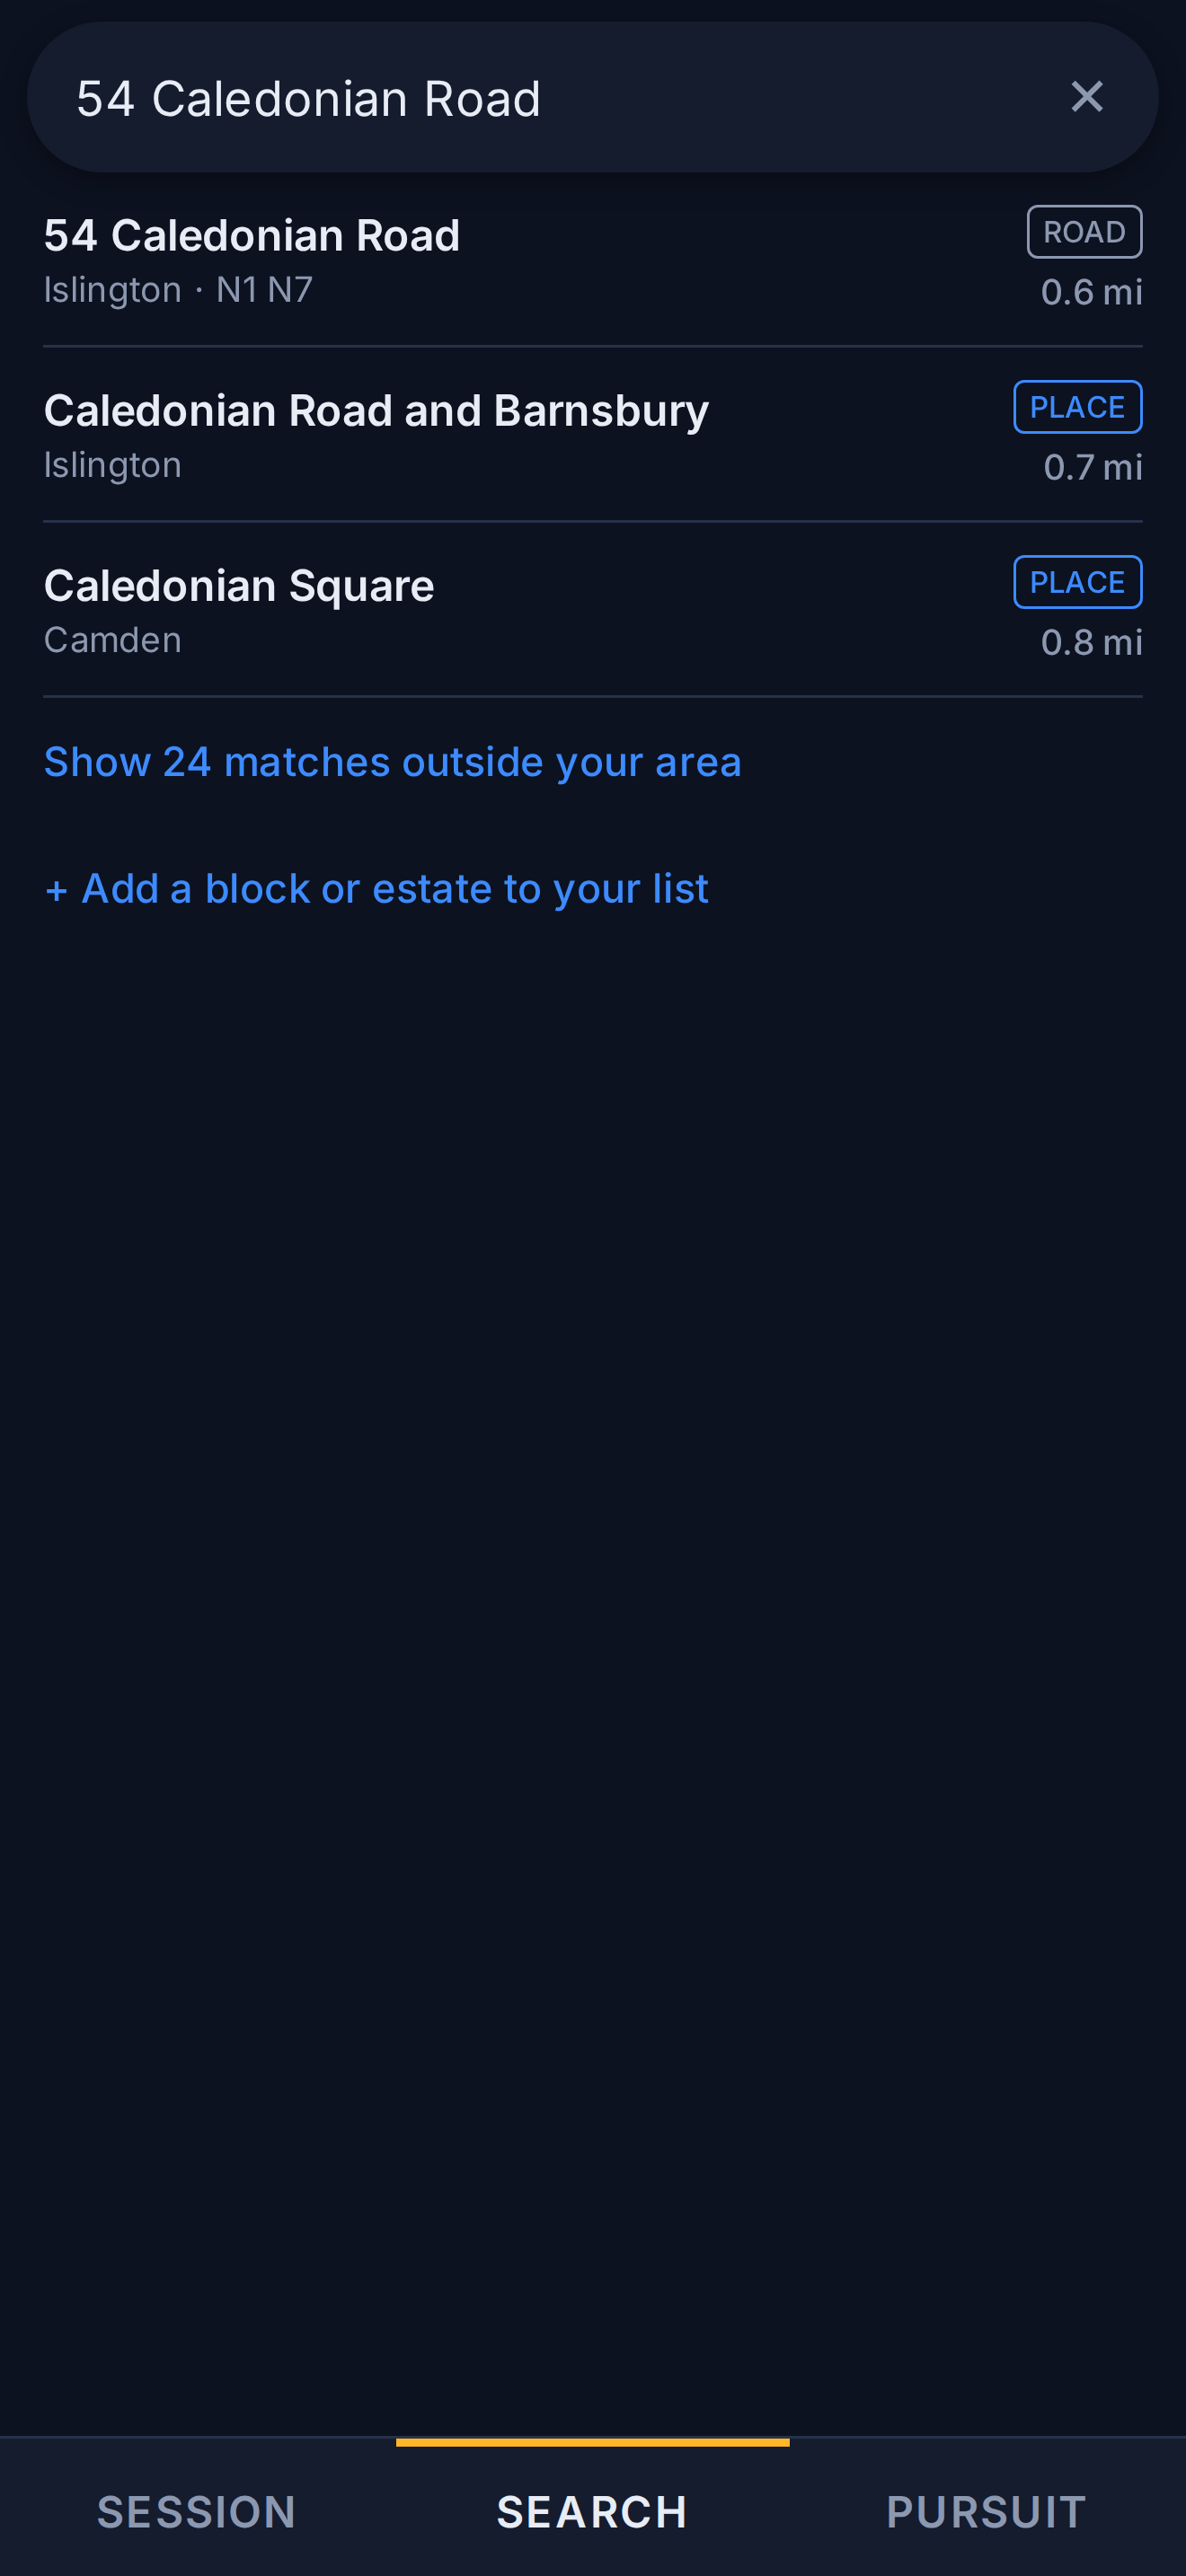 54 Caledonian Road ✕
54 Caledonian Road ROAD
Islington · N1 N7 0.6 mi
Caledonian Road and Barnsbury PLACE
Islington 0.7 mi
Caledonian Square PLACE
Camden 0.8 mi
Show 24 matches outside your area
+ Add a block or estate to your list
SESSION SEARCH PURSUIT